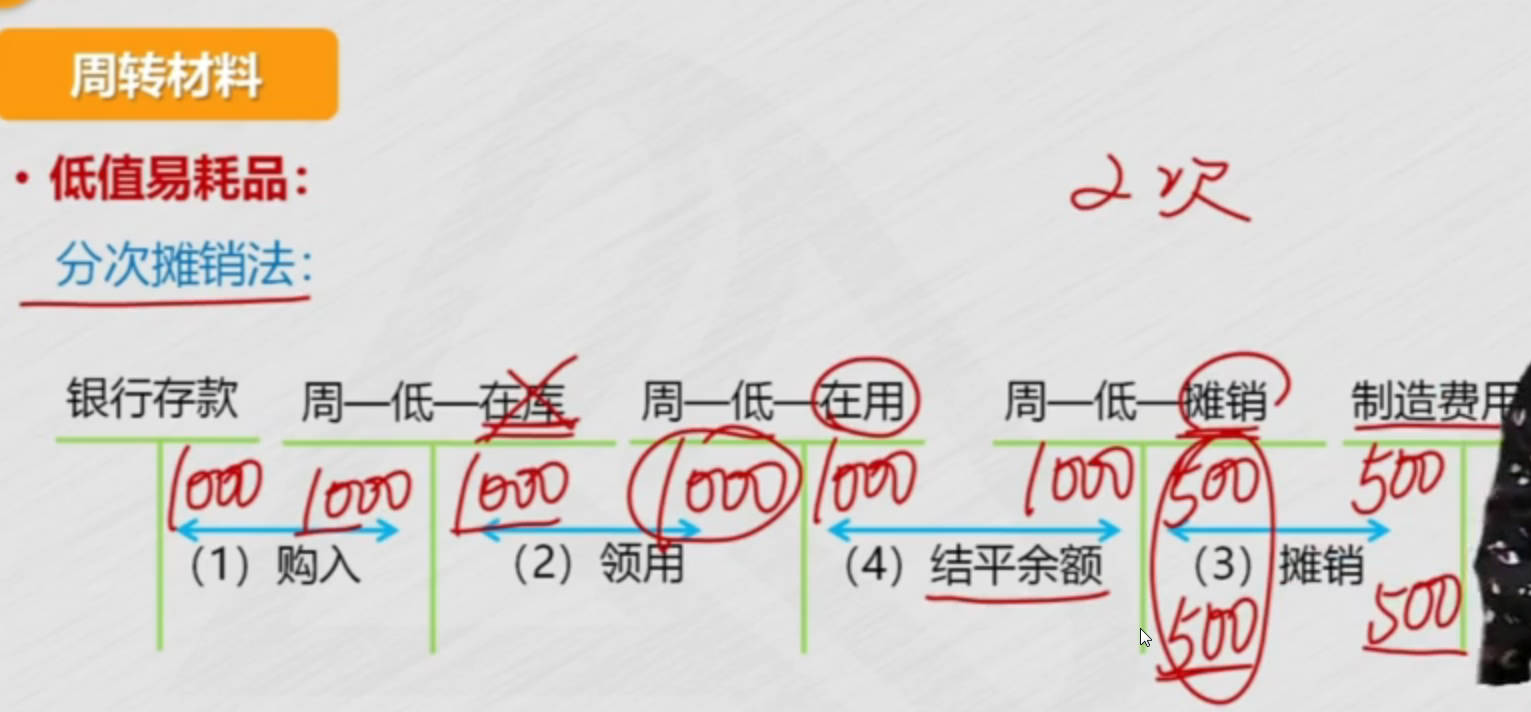 周转材料
• 低值易耗品：
2次
分次摊销法：
银行存款 周—低—在库 周—低—在用 周—低—摊销 制造费用
1000 1000 1000 1000 1000 1000 500 500
（1）购入 （2）领用 （4）结平余额 （3）摊销
500 500